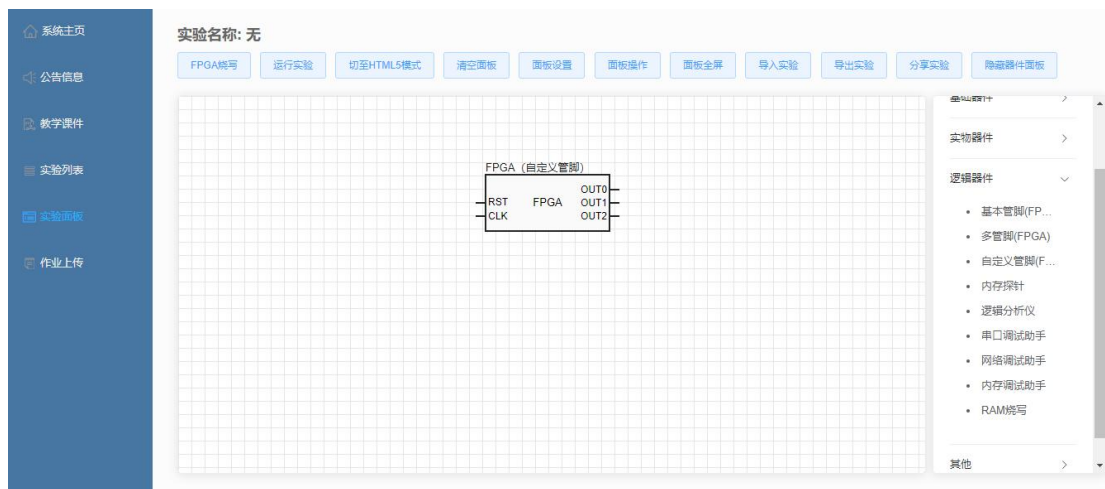 系统主页
公告信息
教学课件
实验列表
实验面板
作业上传
实验名称: 无
FPGA烧写 运行实验 切至HTML5模式 清空面板 面板设置 面板操作 面板全屏 导入实验 导出实验 分享实验 隐藏器件面板
FPGA（自定义管脚）
OUT0
RST FPGA OUT1
CLK OUT2
基础器件
实物器件
逻辑器件
基本管脚(FP...
多管脚(FPGA)
自定义管脚(F...
内存探针
逻辑分析仪
串口调试助手
网络调试助手
内存调试助手
RAM烧写
其他